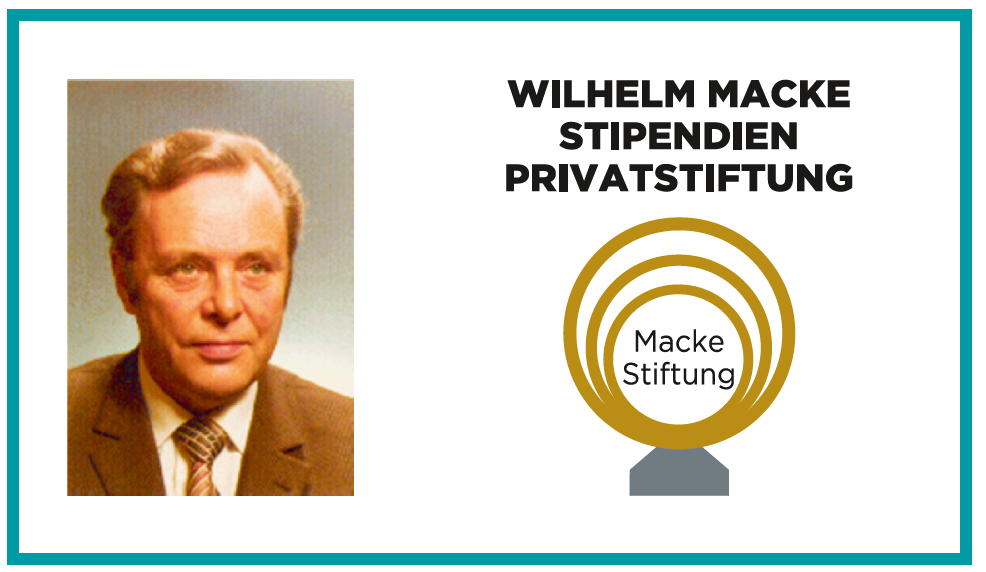 WILHELM MACKE
STIPENDIEN
PRIVATSTIFTUNG
Macke
Stiftung